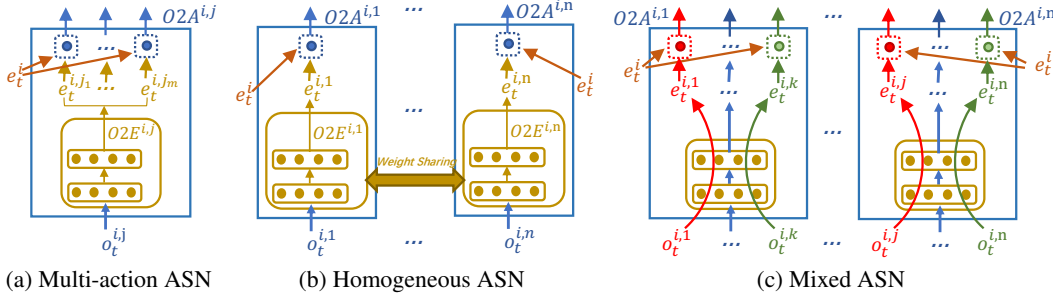 O2A^{i,j}
...
e_t^i
e_t^{i,j_1} ... e_t^{i,j_m}
O2E^{i,j}
o_t^{i,j}
(a) Multi-action ASN
O2A^{i,1} ... O2A^{i,n}
e_t^i e_t^i
e_t^{i,1} ... e_t^{i,n}
O2E^{i,1} O2E^{i,n}
Weight Sharing
o_t^{i,1} ... o_t^{i,n}
(b) Homogeneous ASN
O2A^{i,1} ... O2A^{i,n}
... ...
e_t^i e_t^i
e_t^{i,1} e_t^{i,k} e_t^{i,j} e_t^{i,n}
...
o_t^{i,1} ... o_t^{i,k} ... o_t^{i,j} ... o_t^{i,n}
(c) Mixed ASN